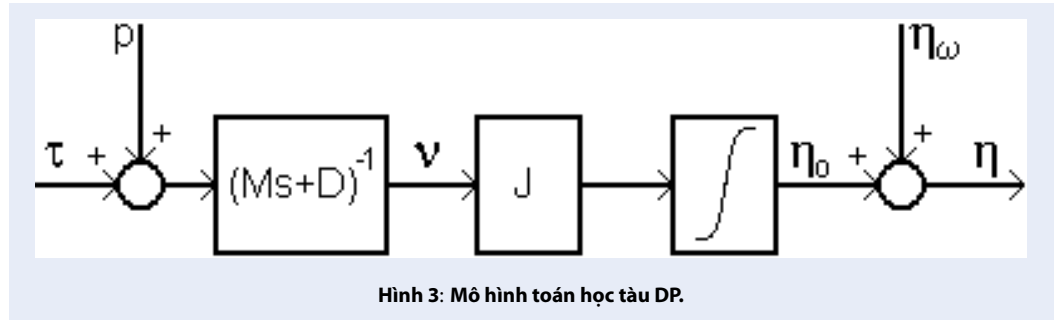 p
η_ω
τ + + (Ms+D)^-1 ν J ∫ η_o + + η
Hình 3: Mô hình toán học tàu DP.